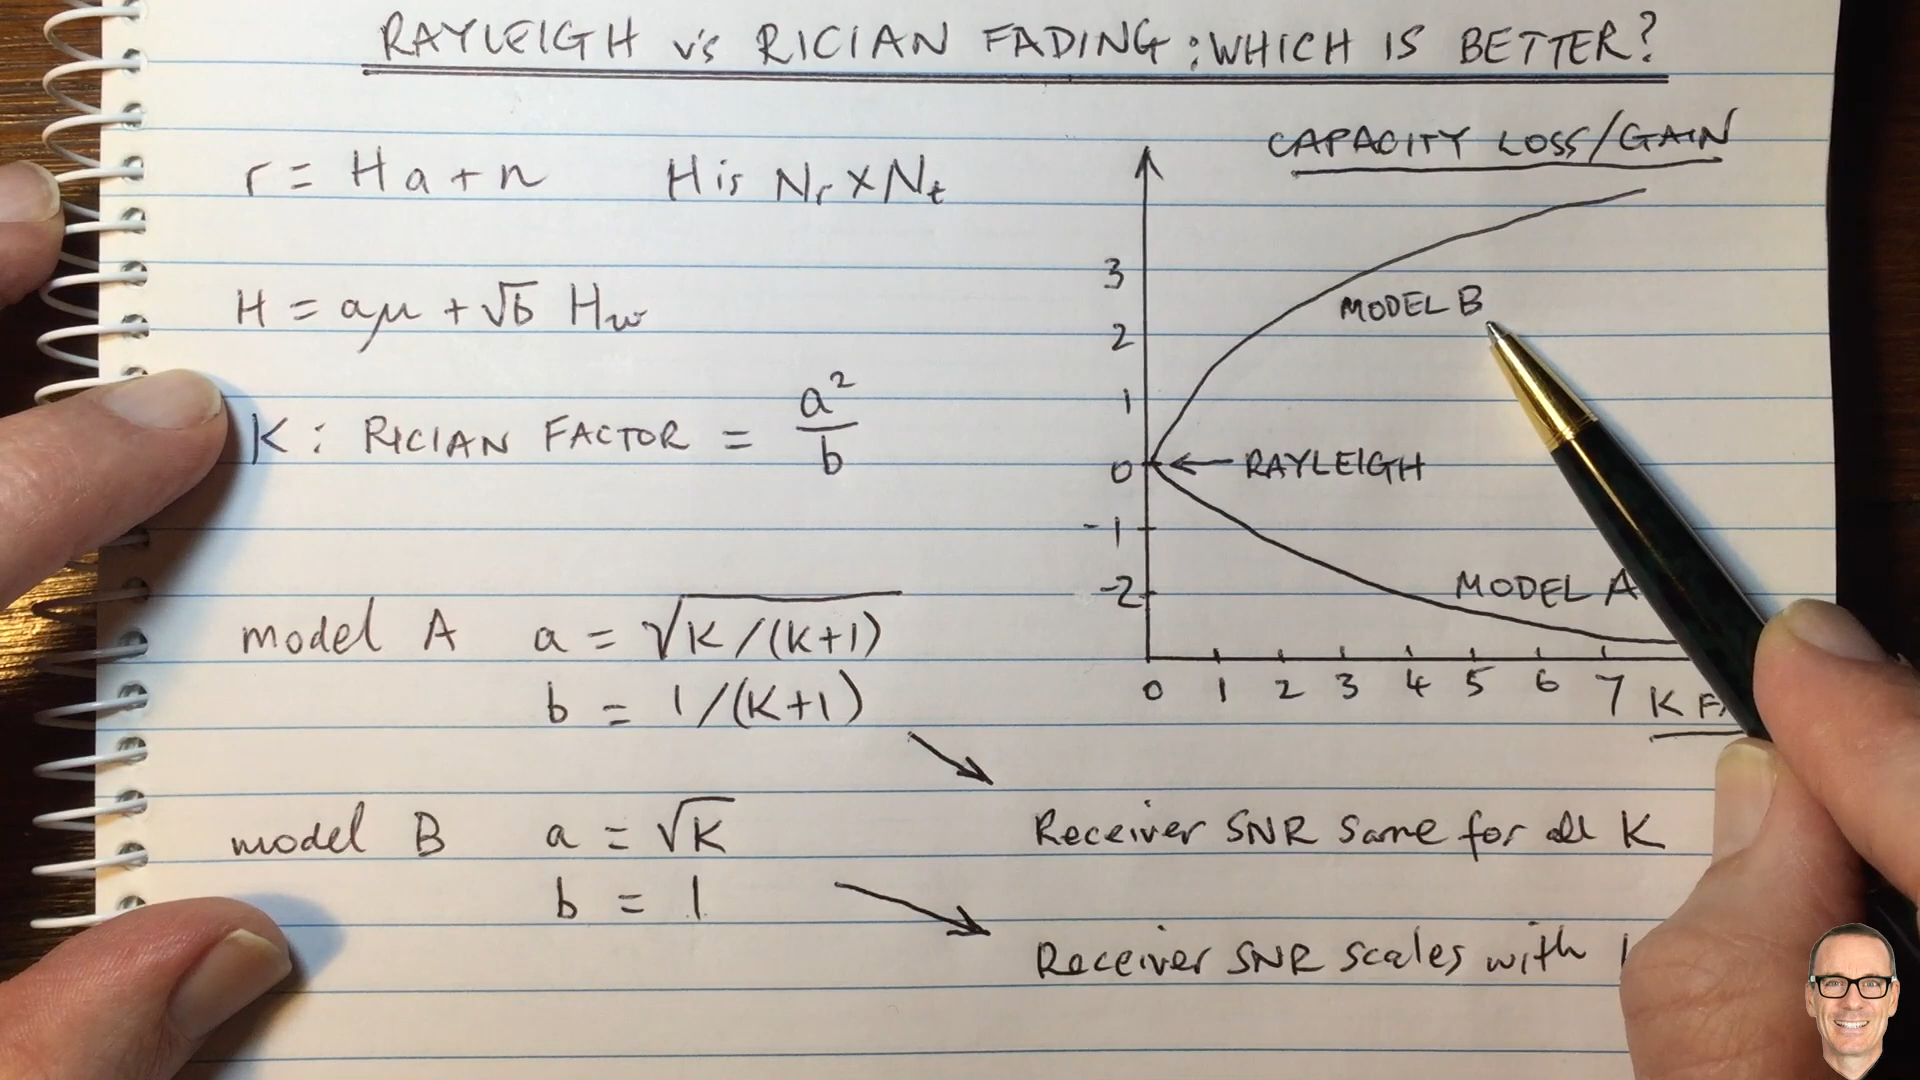 RAYLEIGH v's RICIAN FADING: WHICH IS BETTER?
r = Ha + n    H is Nr x Nt
H = aμ + √b Hw
K: RICIAN FACTOR = a²/b
model A    a = √K/(K+1)
b = 1/(K+1)
model B    a = √K
b = 1
CAPACITY LOSS/GAIN
3
MODEL B
2
1
0 ← RAYLEIGH
-1
-2 MODEL A
0 1 2 3 4 5 6 7 K
Receiver SNR same for all K
Receiver SNR scales with